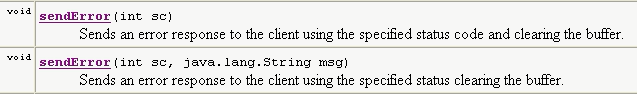 void sendError(int sc)
Sends an error response to the client using the specified status code and clearing the buffer.
void sendError(int sc, java.lang.String msg)
Sends an error response to the client using the specified status clearing the buffer.